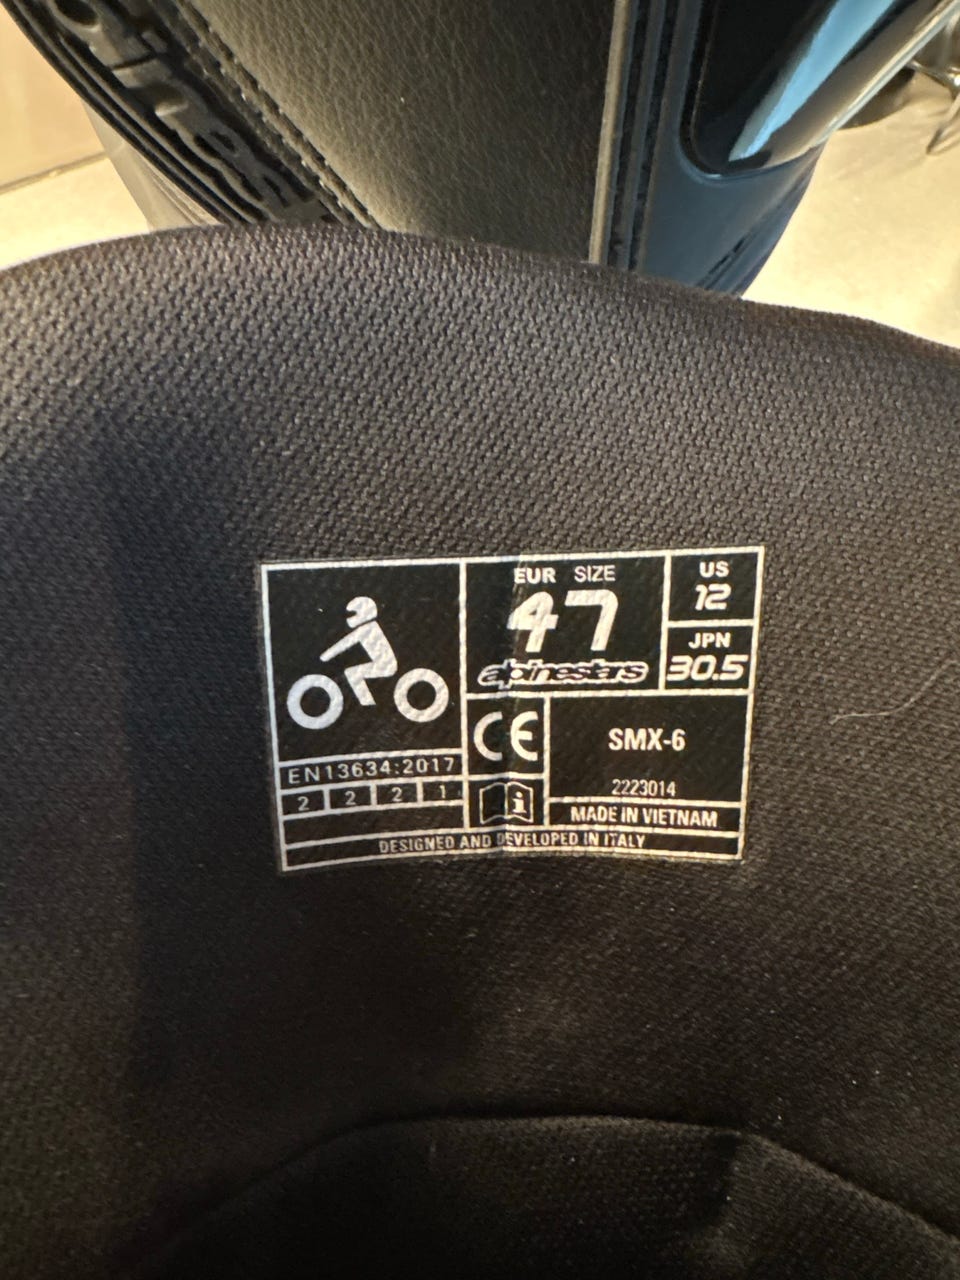 EUR SIZE
47
alpinestars
US
12
JPN
30.5
CE
SMX-6
2223014
MADE IN VIETNAM
EN13634:2017
2 2 2 1
i
DESIGNED AND DEVELOPED IN ITALY